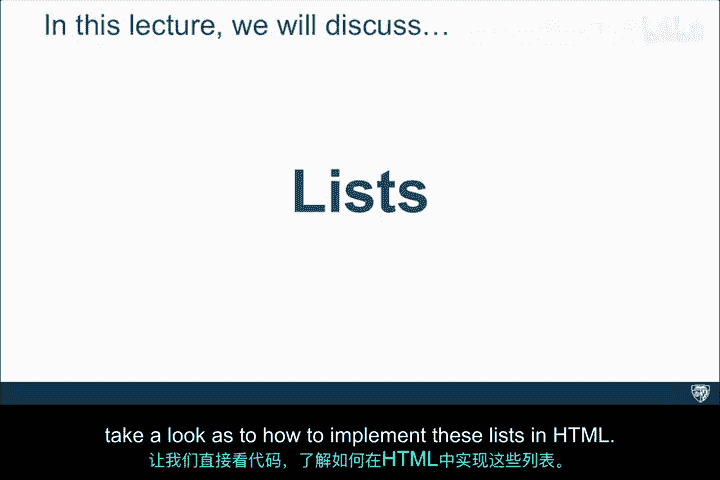 In this lecture, we will discuss…
Lists
take a look as to how to implement these lists in HTML.
让我们直接看代码，了解如何在HTML中实现这些列表。